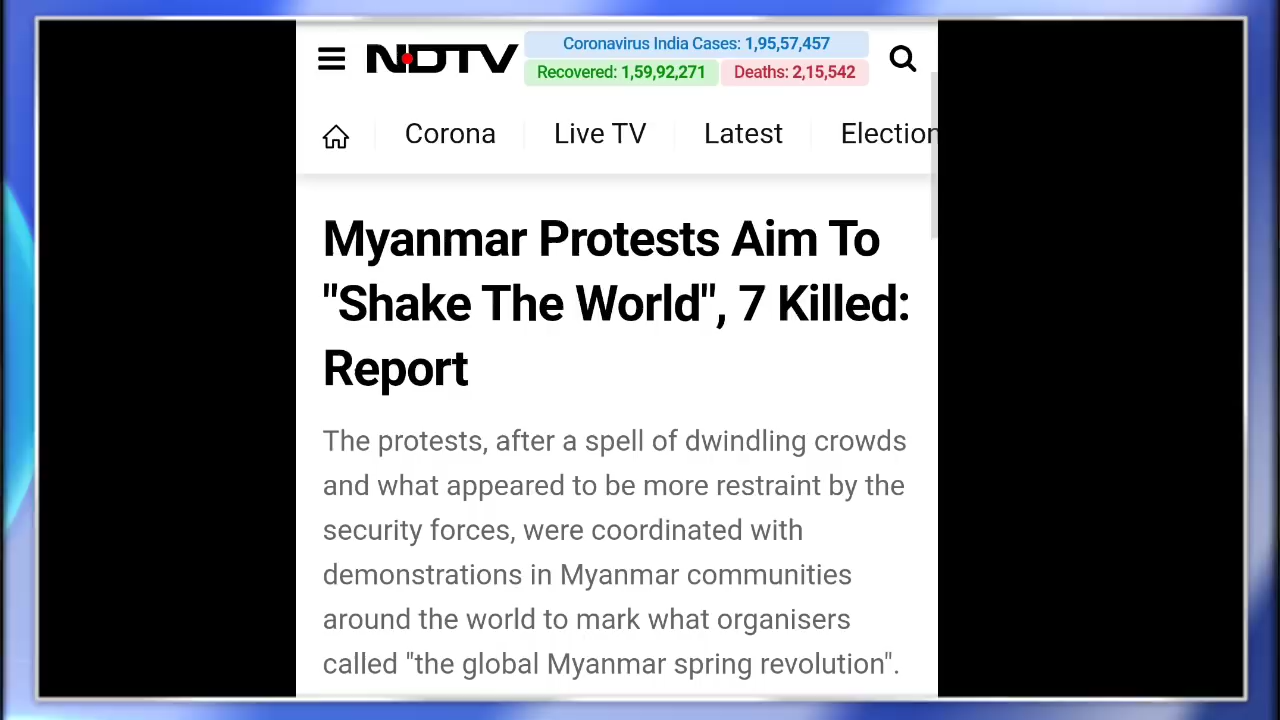 NDTV
Coronavirus India Cases: 1,95,57,457
Recovered: 1,59,92,271 Deaths: 2,15,542
Corona Live TV Latest Election
Myanmar Protests Aim To
"Shake The World", 7 Killed:
Report
The protests, after a spell of dwindling crowds
and what appeared to be more restraint by the
security forces, were coordinated with
demonstrations in Myanmar communities
around the world to mark what organisers
called "the global Myanmar spring revolution".